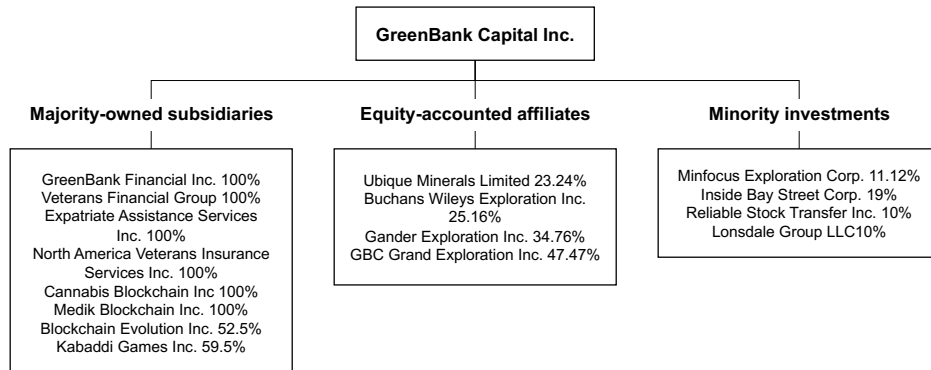 GreenBank Capital Inc.
Majority-owned subsidiaries
GreenBank Financial Inc. 100%
Veterans Financial Group 100%
Expatriate Assistance Services
Inc. 100%
North America Veterans Insurance
Services Inc. 100%
Cannabis Blockchain Inc 100%
Medik Blockchain Inc. 100%
Blockchain Evolution Inc. 52.5%
Kabaddi Games Inc. 59.5%
Equity-accounted affiliates
Ubique Minerals Limited 23.24%
Buchans Wileys Exploration Inc.
25.16%
Gander Exploration Inc. 34.76%
GBC Grand Exploration Inc. 47.47%
Minority investments
Minfocus Exploration Corp. 11.12%
Inside Bay Street Corp. 19%
Reliable Stock Transfer Inc. 10%
Lonsdale Group LLC10%